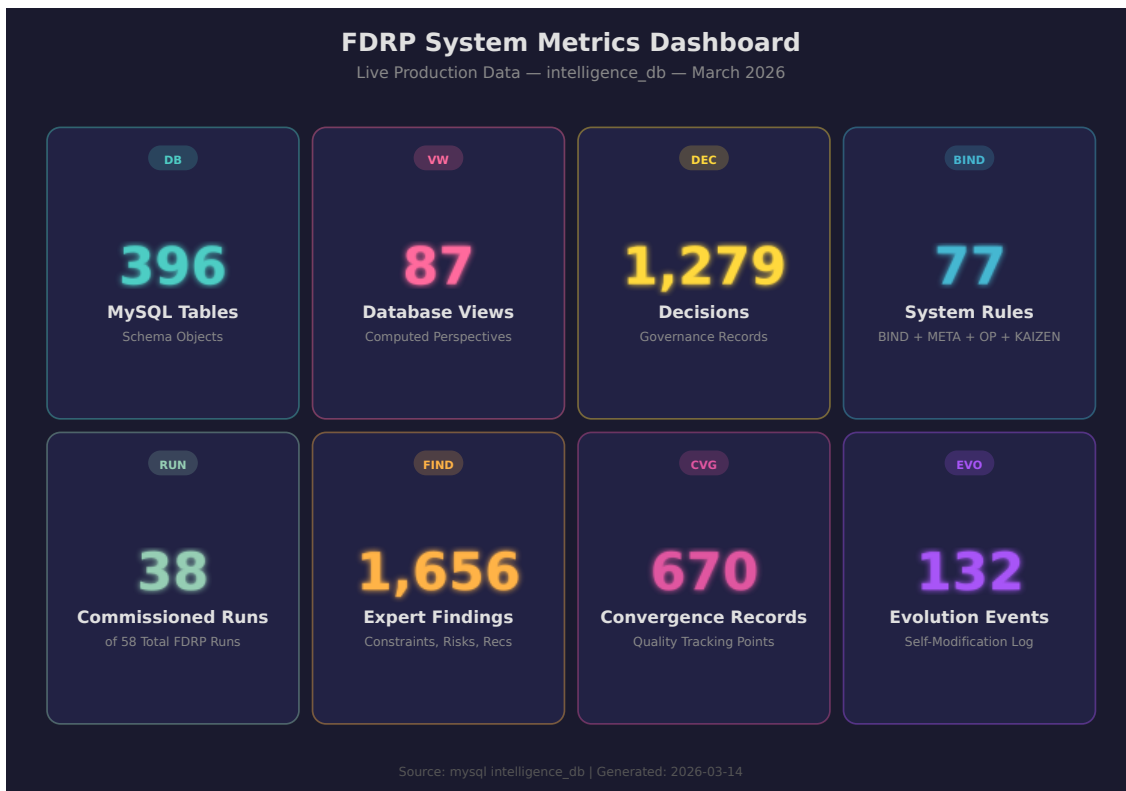 FDRP System Metrics Dashboard
Live Production Data — intelligence_db — March 2026
DB
396
MySQL Tables
Schema Objects
VW
87
Database Views
Computed Perspectives
DEC
1,279
Decisions
Governance Records
BIND
77
System Rules
BIND + META + OP + KAIZEN
RUN
38
Commissioned Runs
of 58 Total FDRP Runs
FIND
1,656
Expert Findings
Constraints, Risks, Recs
CVG
670
Convergence Records
Quality Tracking Points
EVO
132
Evolution Events
Self-Modification Log
Source: mysql intelligence_db | Generated: 2026-03-14